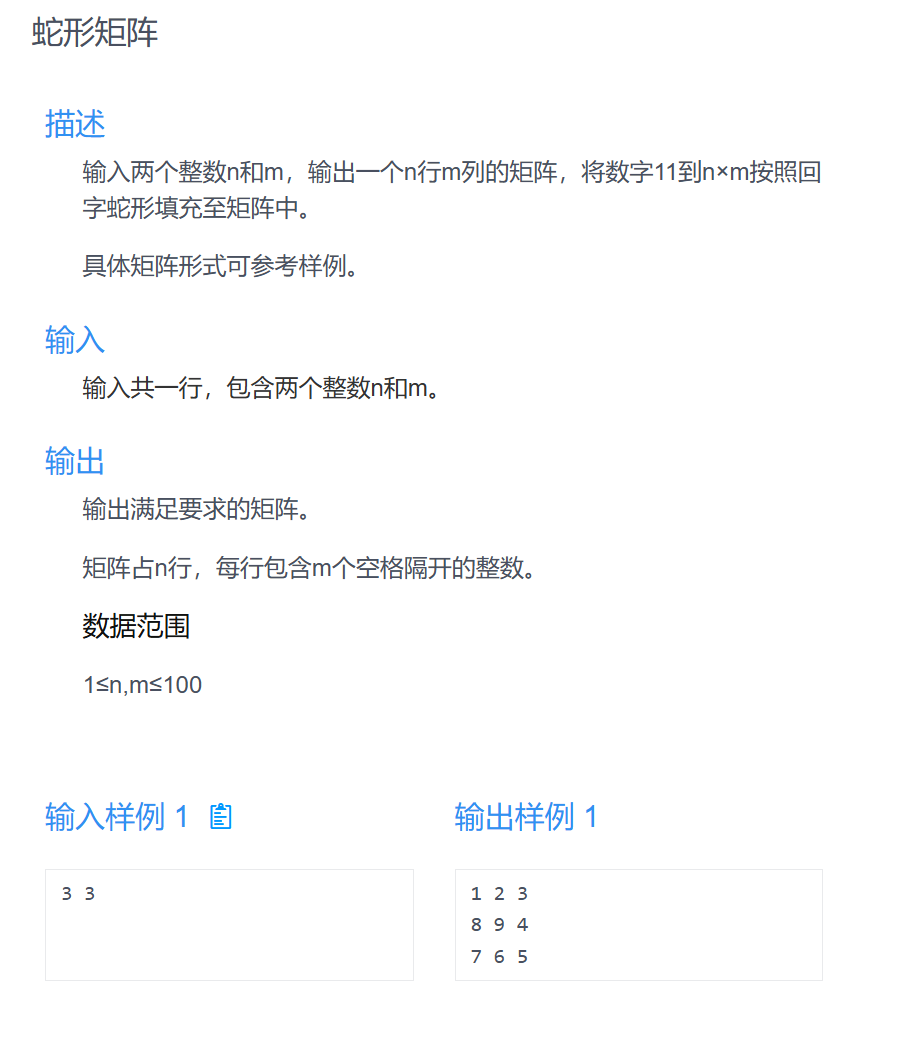 蛇形矩阵
描述
输入两个整数n和m，输出一个n行m列的矩阵，将数字11到n×m按照回
字蛇形填充至矩阵中。
具体矩阵形式可参考样例。
输入
输入共一行，包含两个整数n和m。
输出
输出满足要求的矩阵。
矩阵占n行，每行包含m个空格隔开的整数。
数据范围
1≤n,m≤100
输入样例 1
3 3
输出样例 1
1 2 3
8 9 4
7 6 5